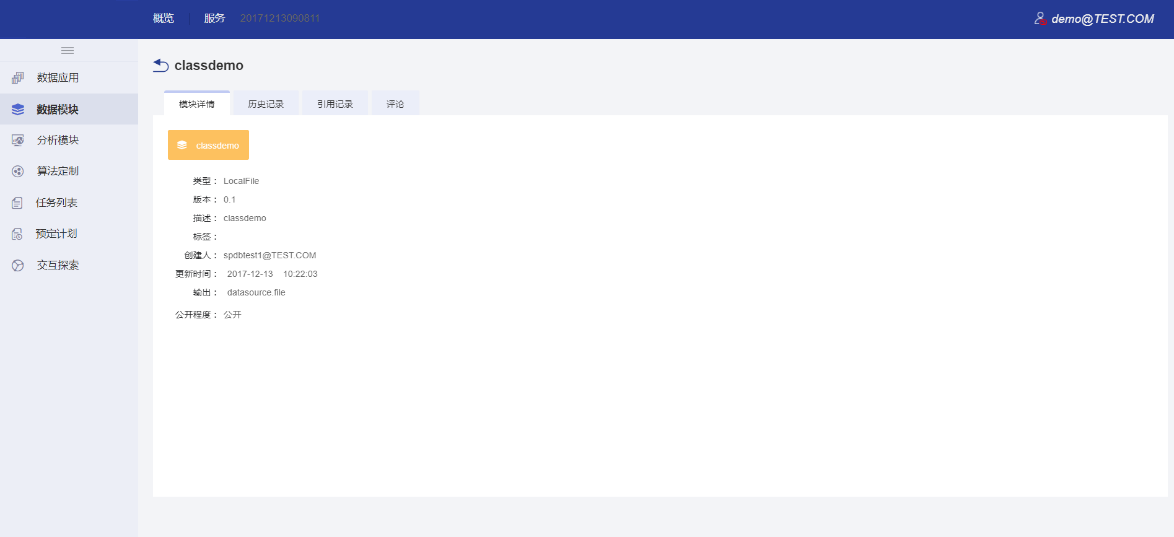 概览 服务 20171213090811 demo@TEST.COM
数据应用
数据模块
分析模块
算法定制
任务列表
预定计划
交互探索
classdemo
模块详情 历史记录 引用记录 评论
classdemo
类型： LocalFile
版本： 0.1
描述： classdemo
标签：
创建人： spdbtest1@TEST.COM
更新时间： 2017-12-13 10:22:03
输出： datasource.file
公开程度： 公开